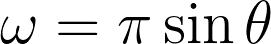 ω = π sin θ